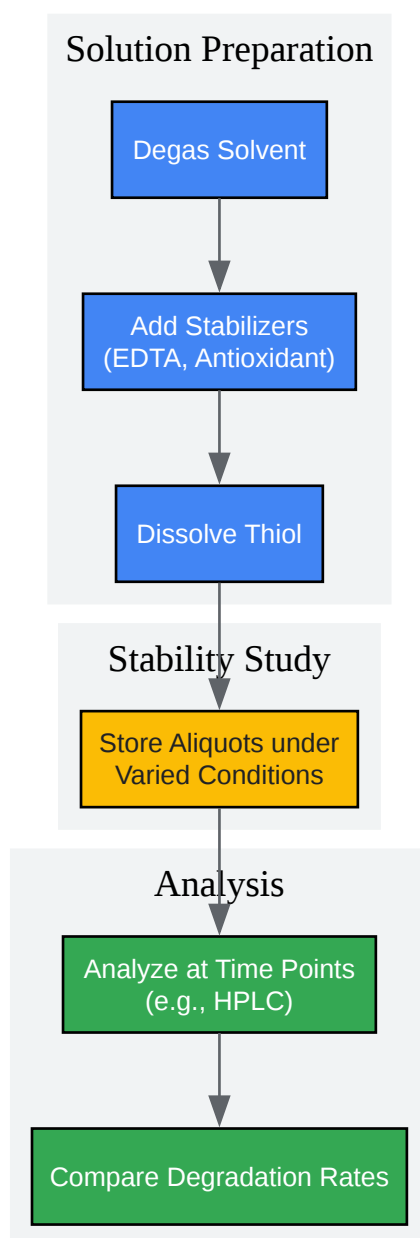 Solution Preparation
Degas Solvent
Add Stabilizers
(EDTA, Antioxidant)
Dissolve Thiol
Stability Study
Store Aliquots under
Varied Conditions
Analysis
Analyze at Time Points
(e.g., HPLC)
Compare Degradation Rates